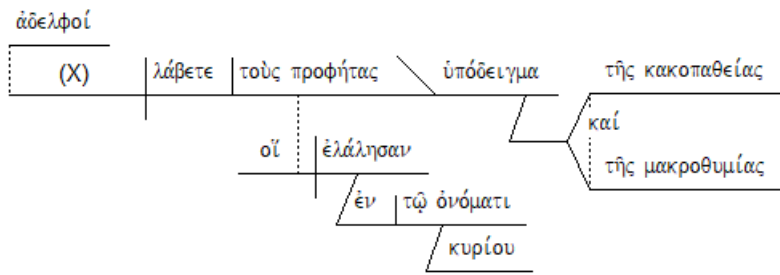 ἀδελφοί
(X) λάβετε τοὺς προφήτας ὑπόδειγμα τῆς κακοπαθείας
καί
οἵ ἐλάλησαν τῆς μακροθυμίας
ἐν τῷ ὀνόματι
κυρίου